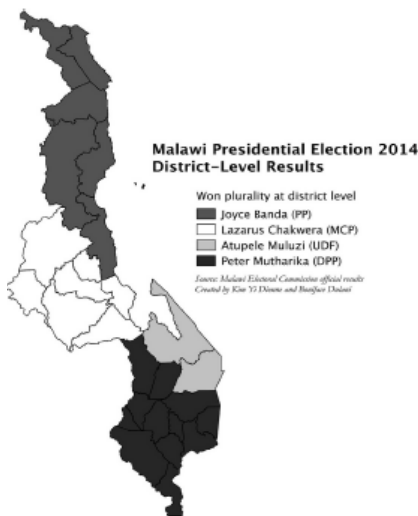 Malawi Presidential Election 2014
District-Level Results
Won plurality at district level
Joyce Banda (PP)
Lazarus Chakwera (MCP)
Atupele Muluzi (UDF)
Peter Mutharika (DPP)
Source: Malawi Electoral Commission official results
Created by Kim Yi Dionne and Boniface Dulani